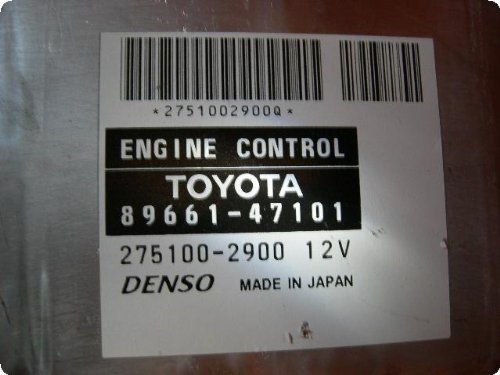 *2751002900Q*
ENGINE CONTROL
TOYOTA
89661-47101
275100-2900 12V
DENSO MADE IN JAPAN